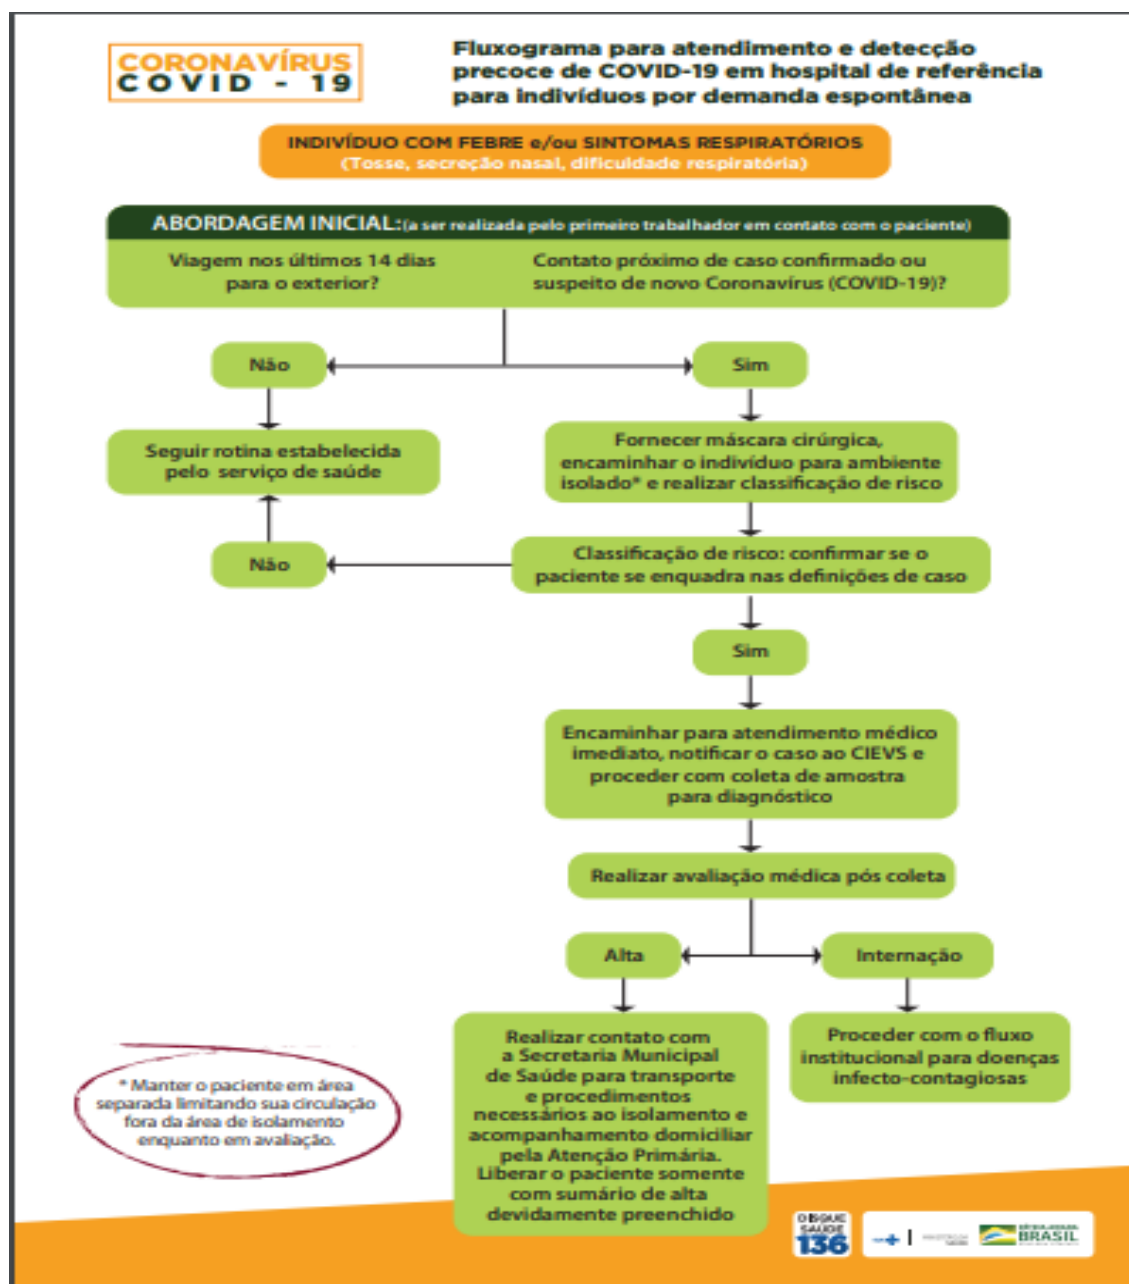 CORONAVÍRUS
COVID - 19
Fluxograma para atendimento e detecção
precoce de COVID-19 em hospital de referência
para indivíduos por demanda espontânea
INDIVÍDUO COM FEBRE e/ou SINTOMAS RESPIRATÓRIOS
(Tosse, secreção nasal, dificuldade respiratória)
ABORDAGEM INICIAL:(a ser realizada pelo primeiro trabalhador em contato com o paciente)
Viagem nos últimos 14 dias
para o exterior?
Contato próximo de caso confirmado ou
suspeito de novo Coronavírus (COVID-19)?
Não
Sim
Seguir rotina estabelecida
pelo serviço de saúde
Fornecer máscara cirúrgica,
encaminhar o indivíduo para ambiente
isolado* e realizar classificação de risco
Não
Classificação de risco: confirmar se o
paciente se enquadra nas definições de caso
Sim
Encaminhar para atendimento médico
imediato, notificar o caso ao CIEVS e
proceder com coleta de amostra
para diagnóstico
Realizar avaliação médica pós coleta
Alta
Internação
Realizar contato com
a Secretaria Municipal
de Saúde para transporte
e procedimentos
necessários ao isolamento e
acompanhamento domiciliar
pela Atenção Primária.
Liberar o paciente somente
com sumário de alta
devidamente preenchido
Proceder com o fluxo
institucional para doenças
infecto-contagiosas
* Manter o paciente em área
separada limitando sua circulação
fora da área de isolamento
enquanto em avaliação.
DISQUE
SAÚDE
136
BRASIL